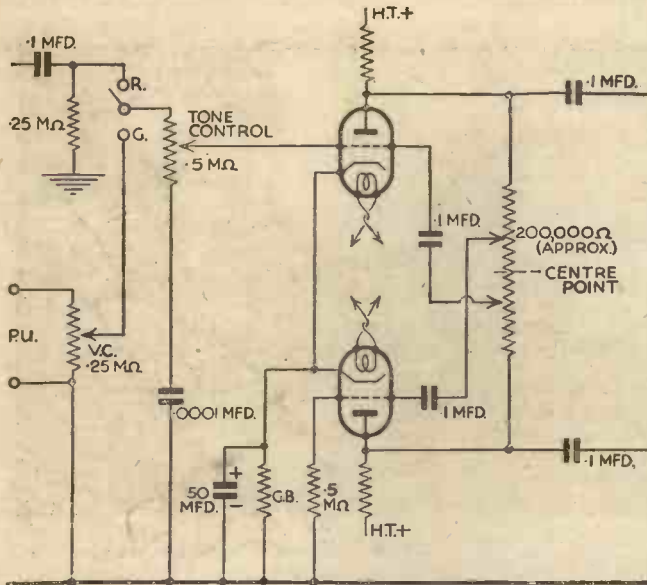 H.T.+
.1 MFD.
R.
.25 MΩ
G.
TONE
CONTROL
.5 MΩ
.1 MFD.
.1 MFD.
200,000Ω
(APPROX.)
CENTRE
POINT
P.U.
V.C.
.25 MΩ
.0001 MFD.
.1 MFD.
50
MFD.
+
-
G.B.
.5
MΩ
H.T.+
.1 MFD.